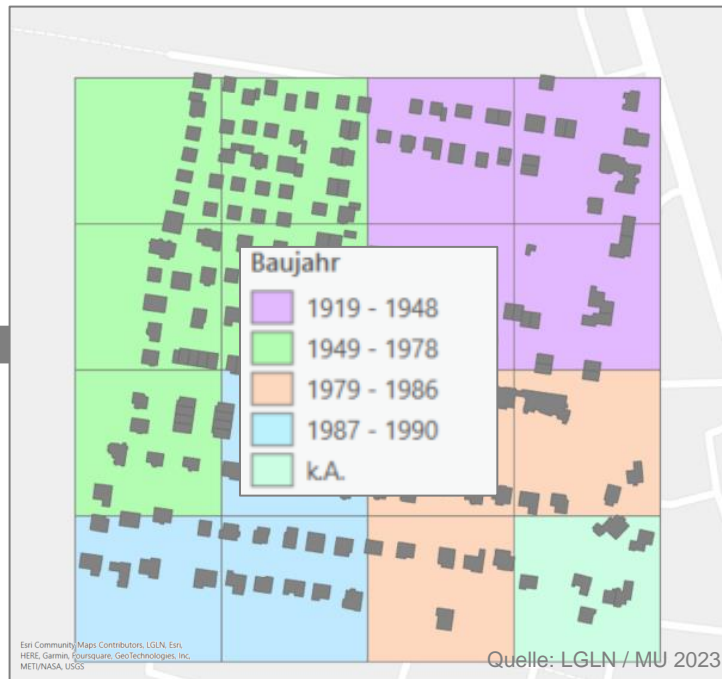 Baujahr
1919 - 1948
1949 - 1978
1979 - 1986
1987 - 1990
k.A.
Esri Community Maps Contributors, LGLN, Esri,
HERE, Garmin, Foursquare, GeoTechnologies, Inc,
METI/NASA, USGS
Quelle: LGLN / MU 2023